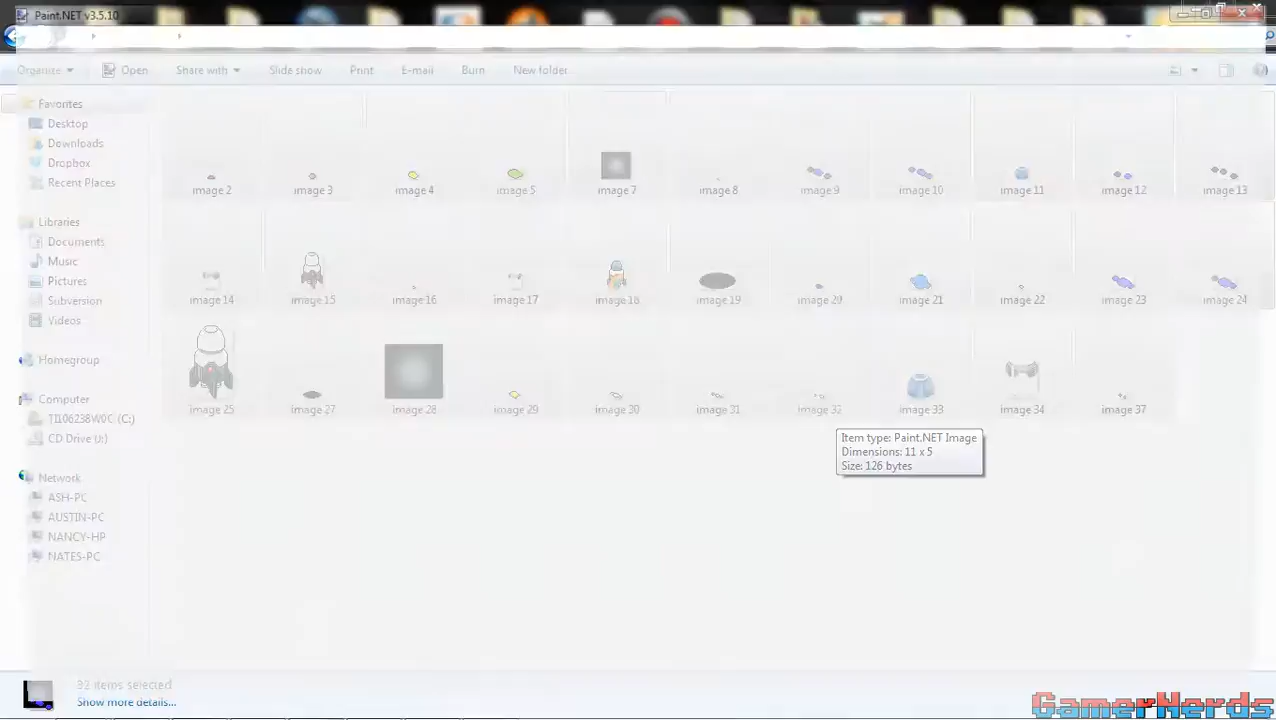 Paint.NET v3.5.10
Organize Open Share with Slide show Print E-mail Burn New folder
Favorites
Desktop
Downloads
Dropbox
Recent Places
Libraries
Documents
Music
Pictures
Subversion
Videos
Homegroup
Computer
TI106238W0C (C:)
CD Drive (J:)
Network
ASH-PC
AUSTIN-PC
NANCY-HP
NATES-PC
image 2 image 3 image 4 image 5 image 7 image 8 image 9 image 10 image 11 image 12 image 13
image 14 image 15 image 16 image 17 image 18 image 19 image 20 image 21 image 22 image 23 image 24
image 25 image 27 image 28 image 29 image 30 image 31 image 32 image 33 image 34 image 37
Item type: Paint.NET Image
Dimensions: 11 x 5
Size: 126 bytes
32 items selected
Show more details...
GamerNerds